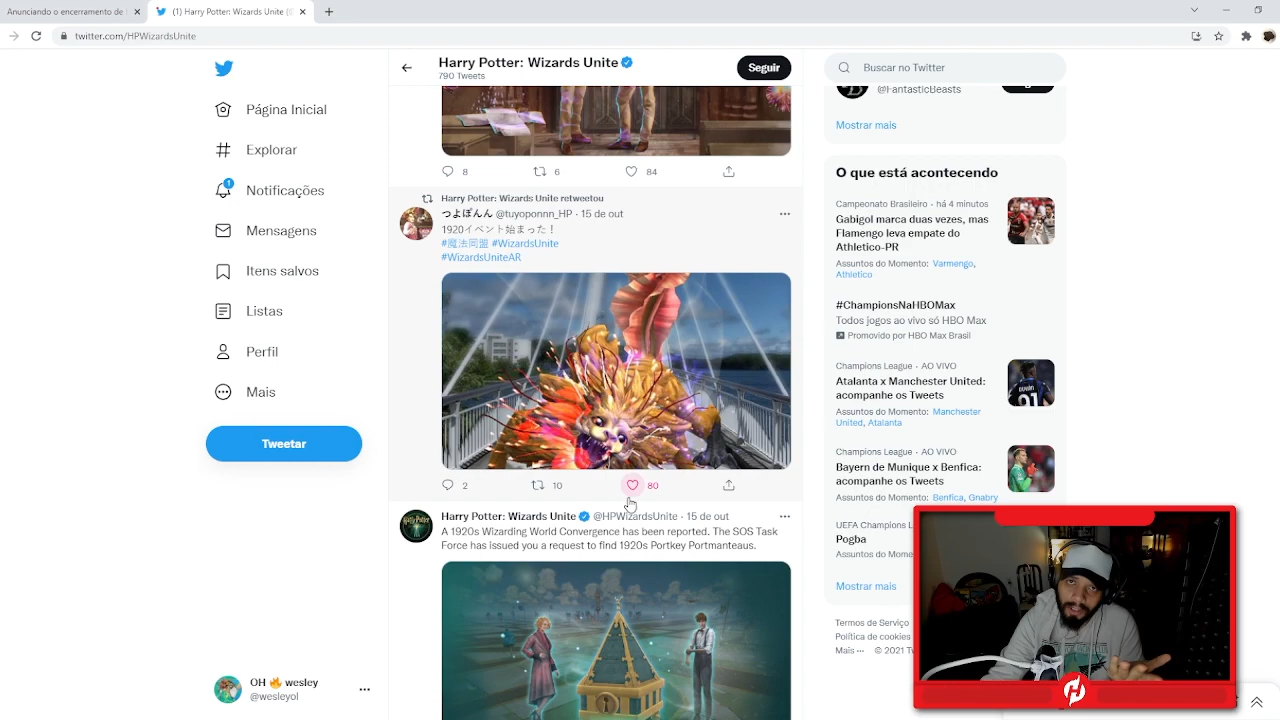 Anunciando o encerramento de
(1) Harry Potter: Wizards Unite (
twitter.com/HPWizardsUnite
Página Inicial
Explorar
1
Notificações
Mensagens
Itens salvos
Listas
Perfil
Mais
Tweetar
OH 🔥 wesley
@wesleyol
Harry Potter: Wizards Unite
790 Tweets
Seguir
8
6
84
Harry Potter: Wizards Unite retweetou
つよぽんん @tuyoponnn_HP · 15 de out
1920イベント始まった！
#魔法同盟 #WizardsUnite
#WizardsUniteAR
2
10
80
Harry Potter: Wizards Unite @HPWizardsUnite · 15 de out
A 1920s Wizarding World Convergence has been reported. The SOS Task
Force has issued you a request to find 1920s Portkey Portmanteaus.
Buscar no Twitter
@FantasticBeasts
Mostrar mais
O que está acontecendo
Campeonato Brasileiro · há 4 minutos
Gabigol marca duas vezes, mas
Flamengo leva empate do
Athletico-PR
Assuntos do Momento: Varmengo,
Athletico
#ChampionsNaHBOMax
Todos jogos ao vivo só HBO Max
Promovido por HBO Max Brasil
Champions League · AO VIVO
Atalanta x Manchester United:
acompanhe os Tweets
Assuntos do Momento: Manchester
United, Atalanta
Champions League · AO VIVO
Bayern de Munique x Benfica:
acompanhe os Tweets
Assuntos do Momento: Benfica, Gnabry
UEFA Champions L
Pogba
Assuntos do Mome
Mostrar mais
Termos de Serviço
Política de cookies
Mais ··· © 2021 Tw